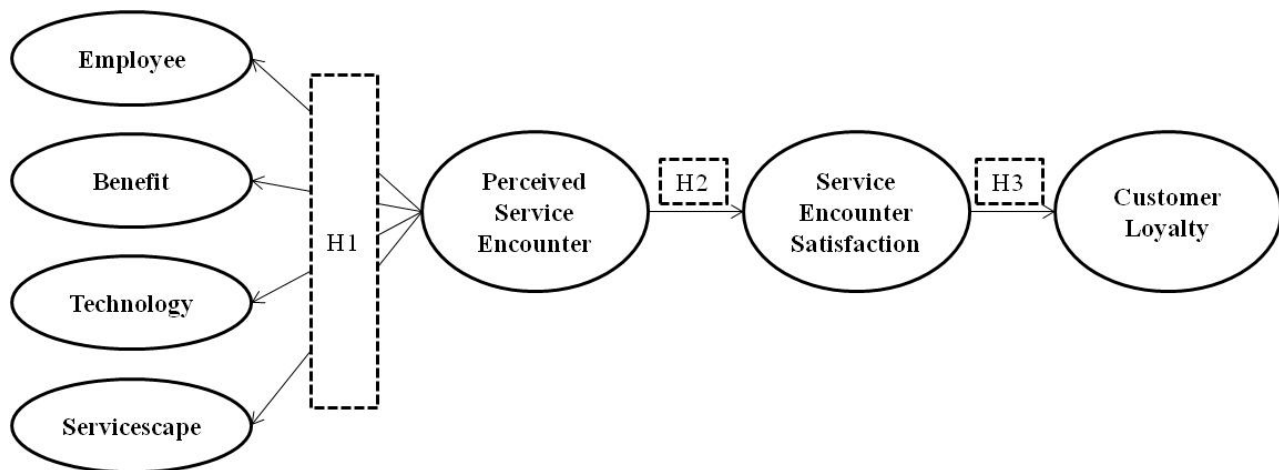 Employee
Benefit
Technology
Servicescape
H1
Perceived
Service
Encounter
H2
Service
Encounter
Satisfaction
H3
Customer
Loyalty